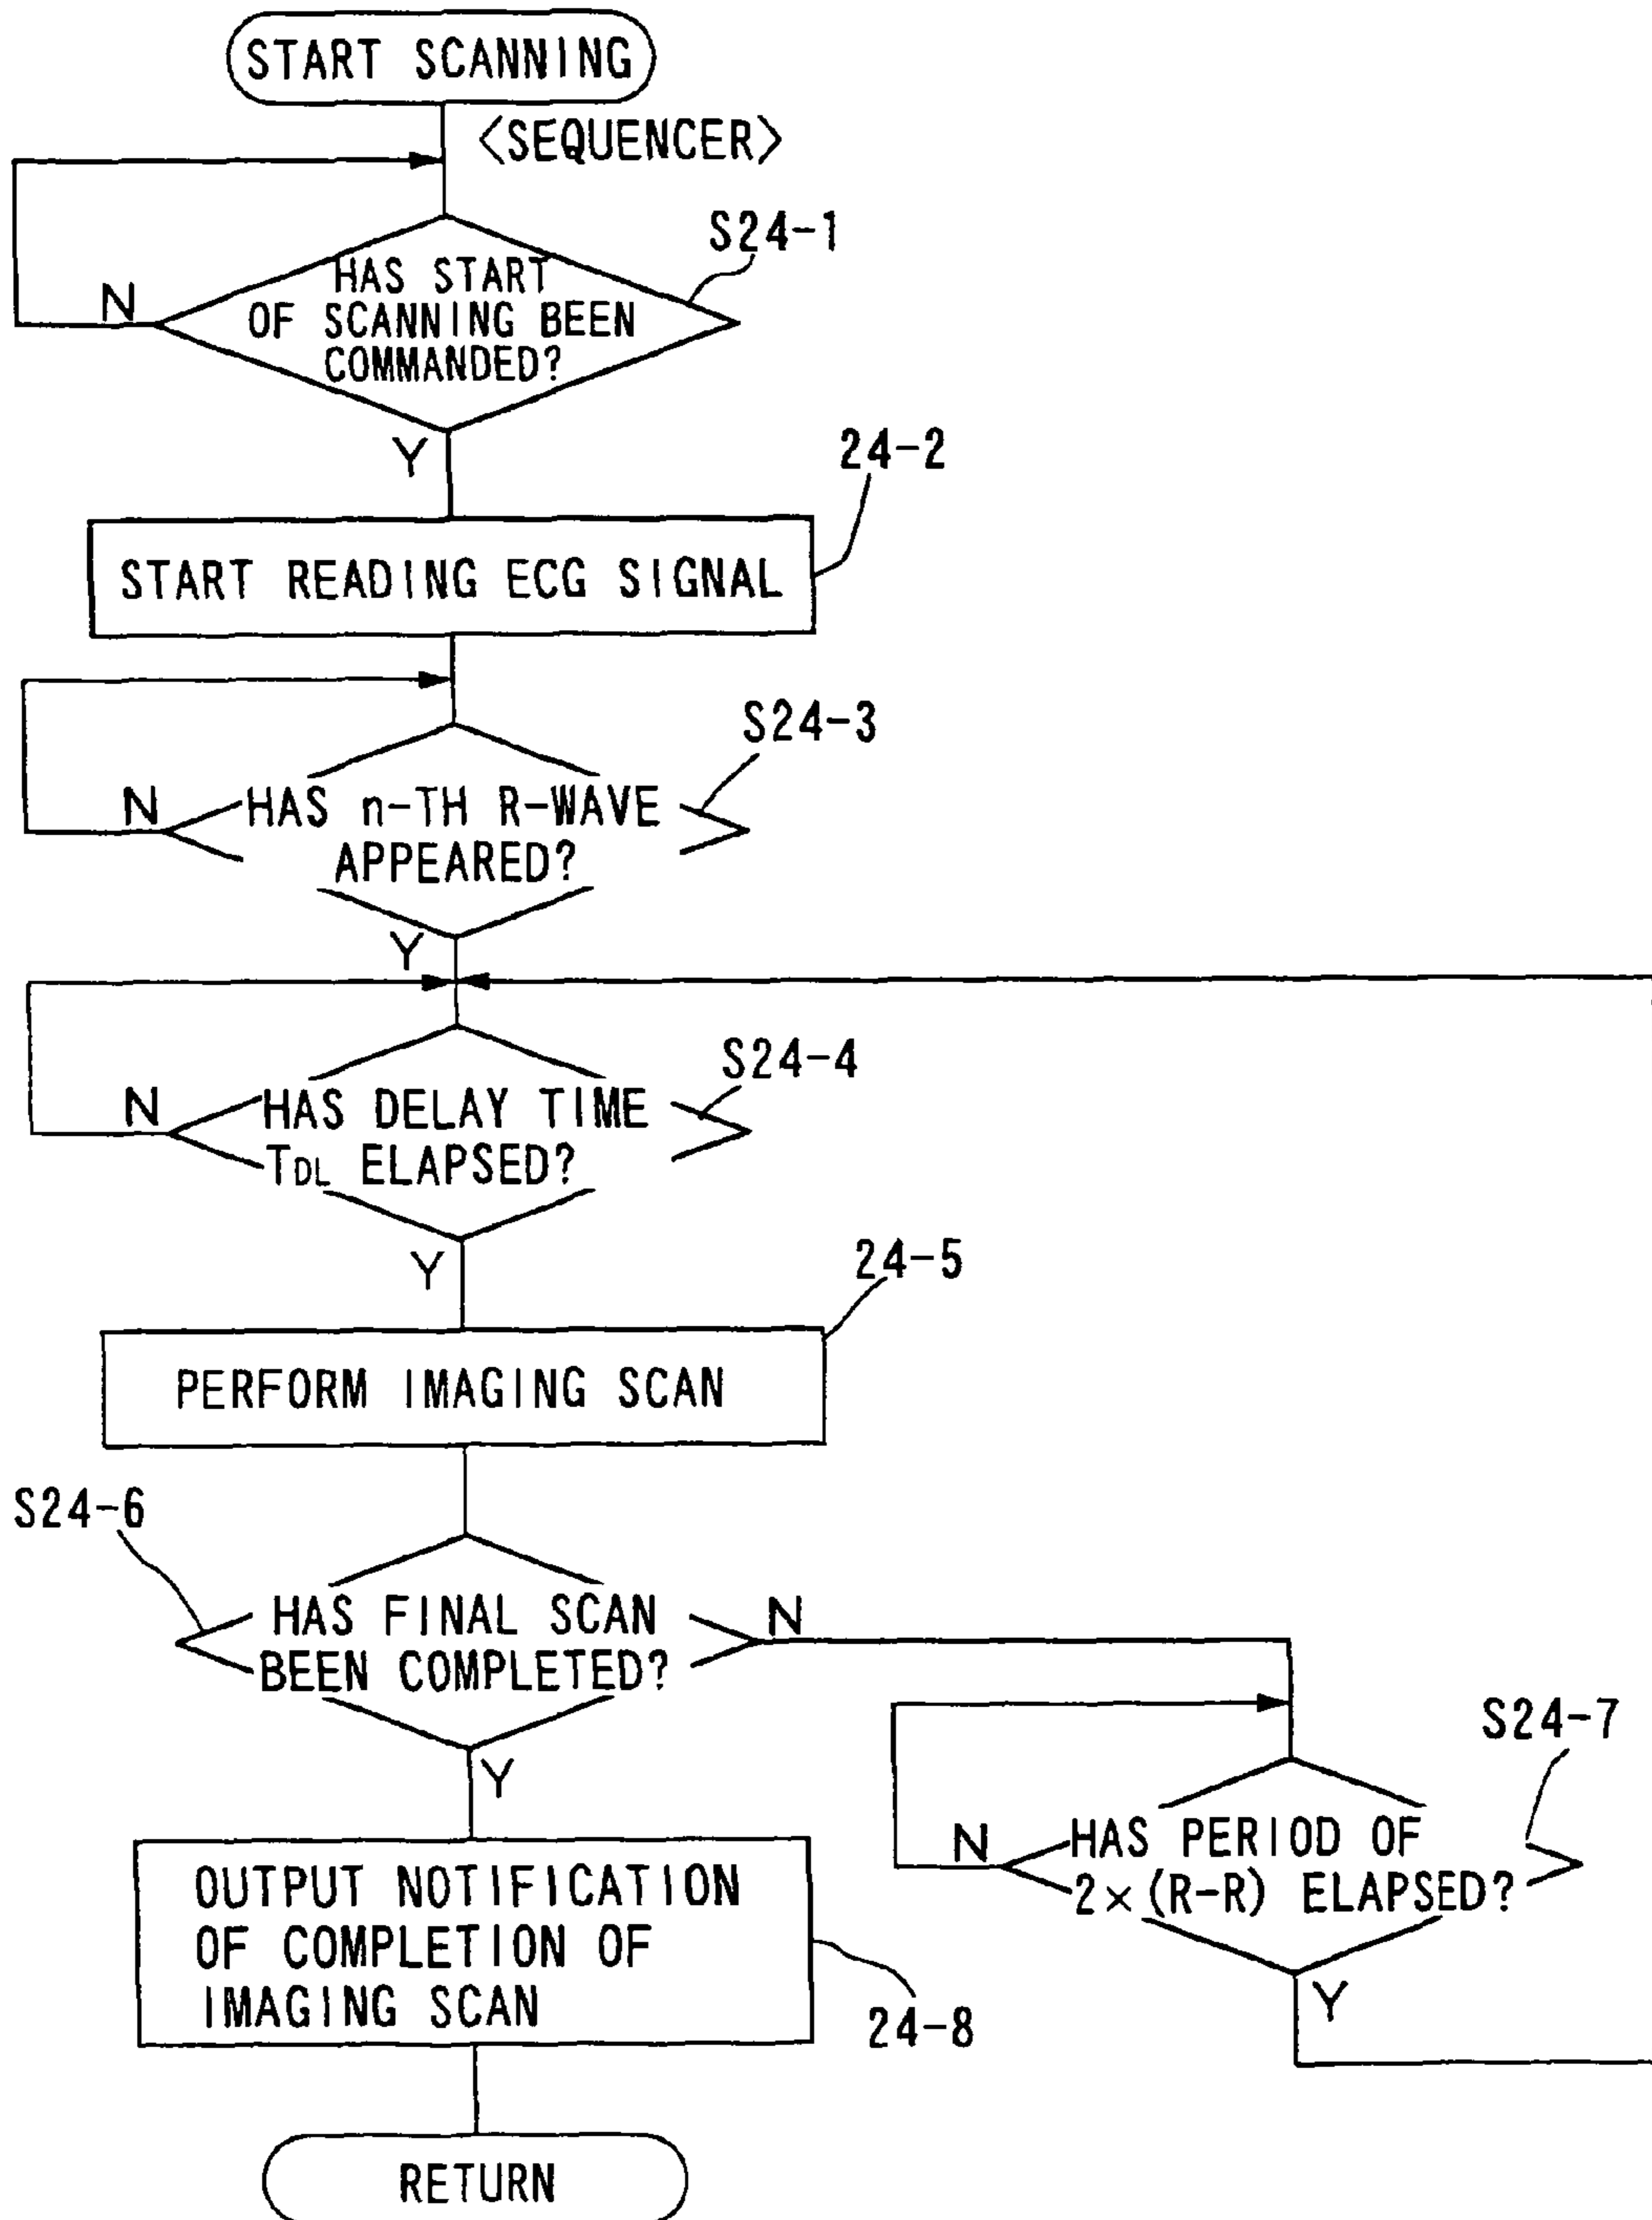 START SCANNING
<SEQUENCER>
S24-1
N
HAS START
OF SCANNING BEEN
COMMANDED?
Y
24-2
START READING ECG SIGNAL
S24-3
N
HAS n-TH R-WAVE
APPEARED?
Y
S24-4
N
HAS DELAY TIME
TDL ELAPSED?
Y
24-5
PERFORM IMAGING SCAN
S24-6
HAS FINAL SCAN
BEEN COMPLETED?
N
Y
S24-7
N
HAS PERIOD OF
2×(R-R) ELAPSED?
Y
OUTPUT NOTIFICATION
OF COMPLETION OF
IMAGING SCAN
24-8
RETURN